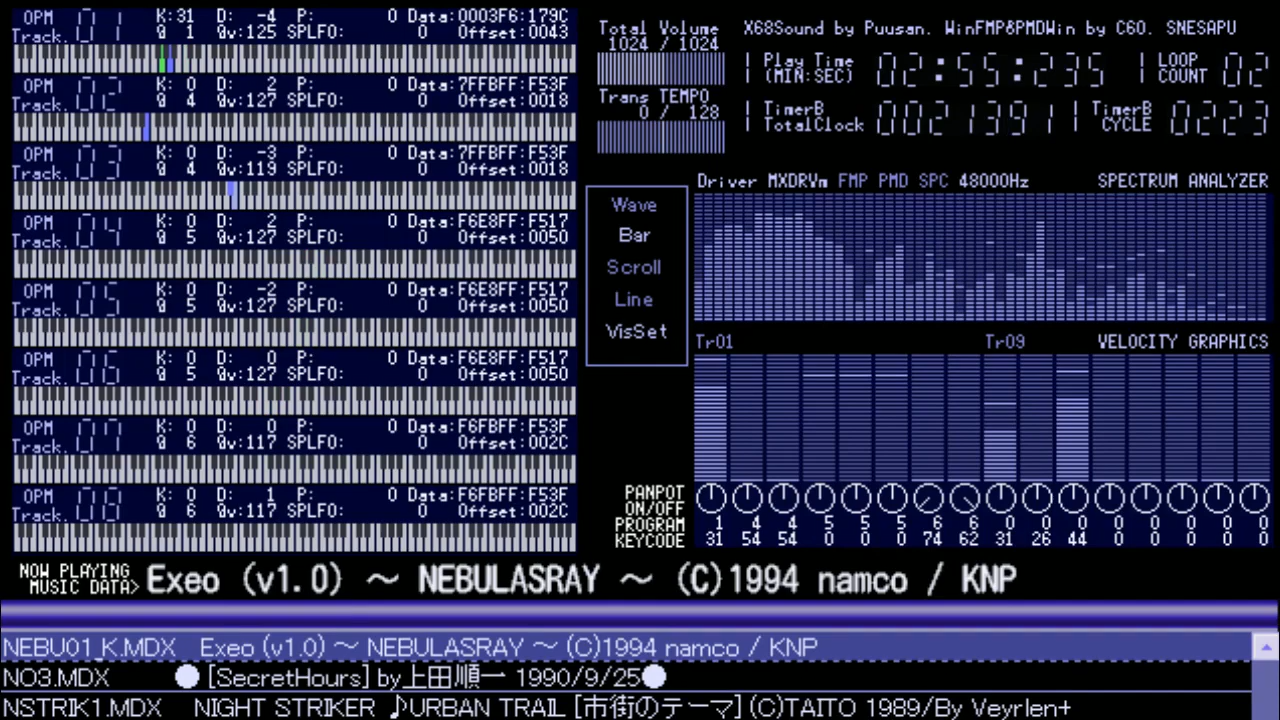 OPM K:31 D: -4 P: 0 Data:0003F6:179C
Track. 01 @ 1 @v:125 SPLFO: 0 Offset:0043
OPM K: 0 D: 2 P: 0 Data:7FFBFF:F53F
Track. 02 @ 4 @v:127 SPLFO: 0 Offset:0018
OPM K: 0 D: -3 P: 0 Data:7FFBFF:F53F
Track. 03 @ 4 @v:119 SPLFO: 0 Offset:0018
OPM K: 0 D: 2 P: 0 Data:F6E8FF:F517
Track. 04 @ 5 @v:127 SPLFO: 0 Offset:0050
OPM K: 0 D: -2 P: 0 Data:F6E8FF:F517
Track. 05 @ 5 @v:127 SPLFO: 0 Offset:0050
OPM K: 0 D: 0 P: 0 Data:F6E8FF:F517
Track. 06 @ 5 @v:127 SPLFO: 0 Offset:0050
OPM K: 0 D: 0 P: 0 Data:F6FBFF:F53F
Track. 07 @ 6 @v:117 SPLFO: 0 Offset:002C
OPM K: 0 D: 1 P: 0 Data:F6FBFF:F53F
Track. 08 @ 6 @v:117 SPLFO: 0 Offset:002C
Total Volume
1024 / 1024
Trans TEMPO
0 / 128
X68Sound by Puusan. WinFMP&PMDWin by C60. SNESAPU
Play Time (MIN:SEC) 02:55:235 LOOP COUNT 02
TimerB TotalClock 0021391 TimerB CYCLE 0223
Driver MXDRVm FMP PMD SPC 48000Hz SPECTRUM ANALYZER
Wave
Bar
Scroll
Line
VisSet
Tr01 Tr09 VELOCITY GRAPHICS
PANPOT
ON/OFF
PROGRAM 1 4 4 5 5 5 6 6 0 0 0 0 0 0 0 0
KEYCODE 31 54 54 0 0 0 74 62 31 26 44 0 0 0 0 0
NOW PLAYING MUSIC DATA> Exeo (v1.0) ～ NEBULASRAY ～ (C)1994 namco / KNP
NEBU01_K.MDX Exeo (v1.0) ～ NEBULASRAY ～ (C)1994 namco / KNP
NO3.MDX ●[SecretHours] by上田順一 1990/9/25●
NSTRIK1.MDX NIGHT STRIKER ♪URBAN TRAIL [市街のテーマ] (C)TAITO 1989/By Veyrlen+